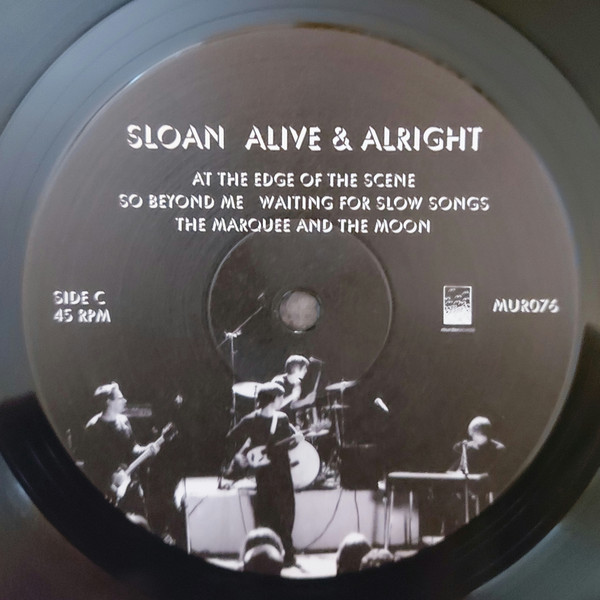 SLOAN ALIVE & ALRIGHT
AT THE EDGE OF THE SCENE
SO BEYOND ME WAITING FOR SLOW SONGS
THE MARQUEE AND THE MOON
SIDE C
45 RPM
MUR076